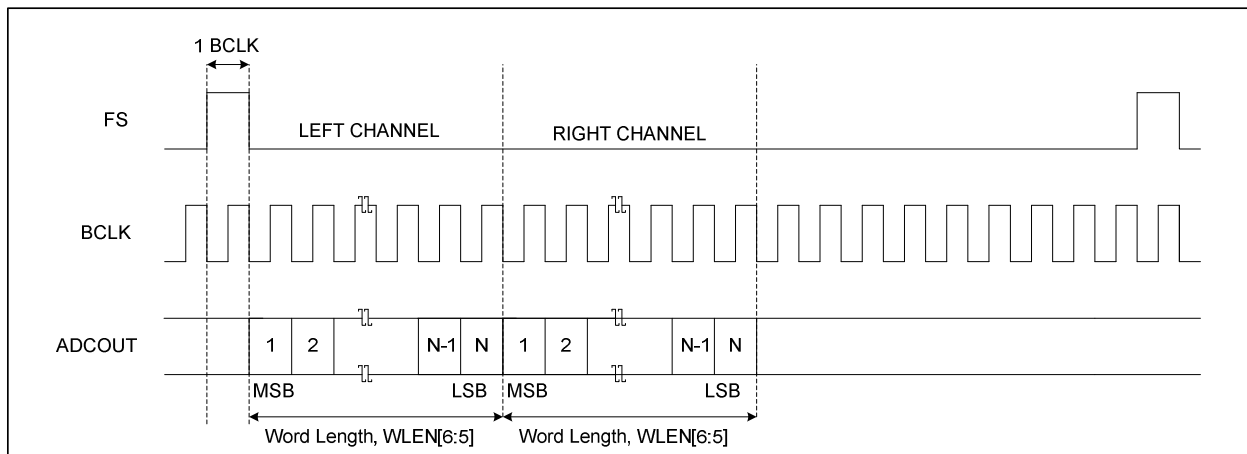 1 BCLK
FS
LEFT CHANNEL
RIGHT CHANNEL
BCLK
ADCOUT
1 2 N-1 N 1 2 N-1 N
MSB LSB MSB LSB
Word Length, WLEN[6:5] Word Length, WLEN[6:5]